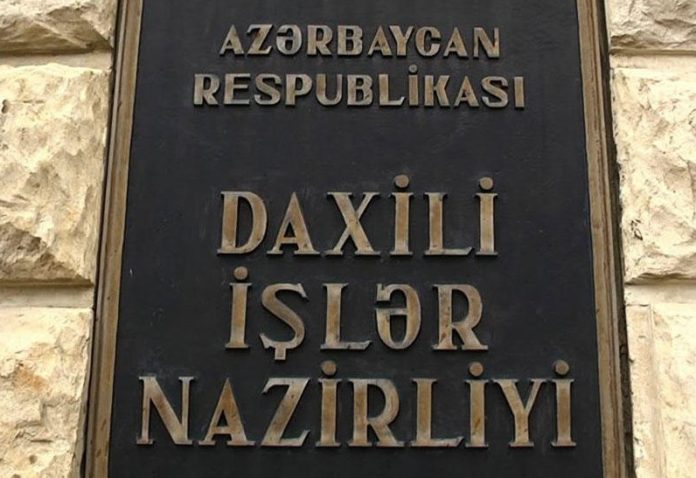 AZƏRBAYCAN
RESPUBLİKASI
DAXİLİ
İŞLƏR
NAZİRLİYİ